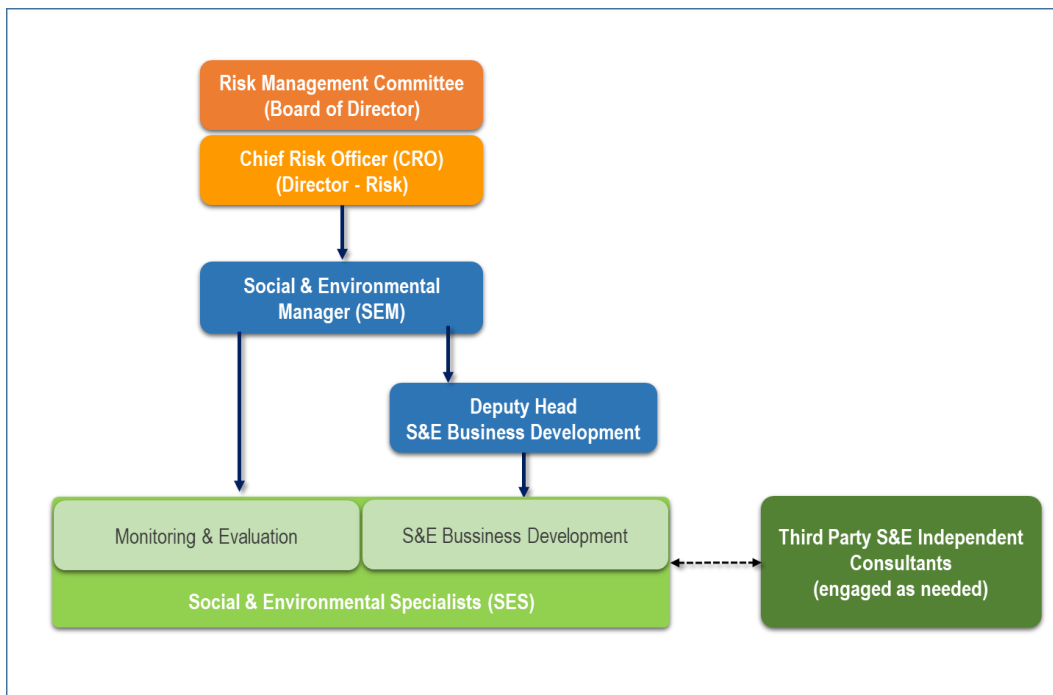 Risk Management Committee
(Board of Director)
Chief Risk Officer (CRO)
(Director - Risk)
Social & Environmental
Manager (SEM)
Deputy Head
S&E Business Development
Monitoring & Evaluation
S&E Bussiness Development
Social & Environmental Specialists (SES)
Third Party S&E Independent
Consultants
(engaged as needed)